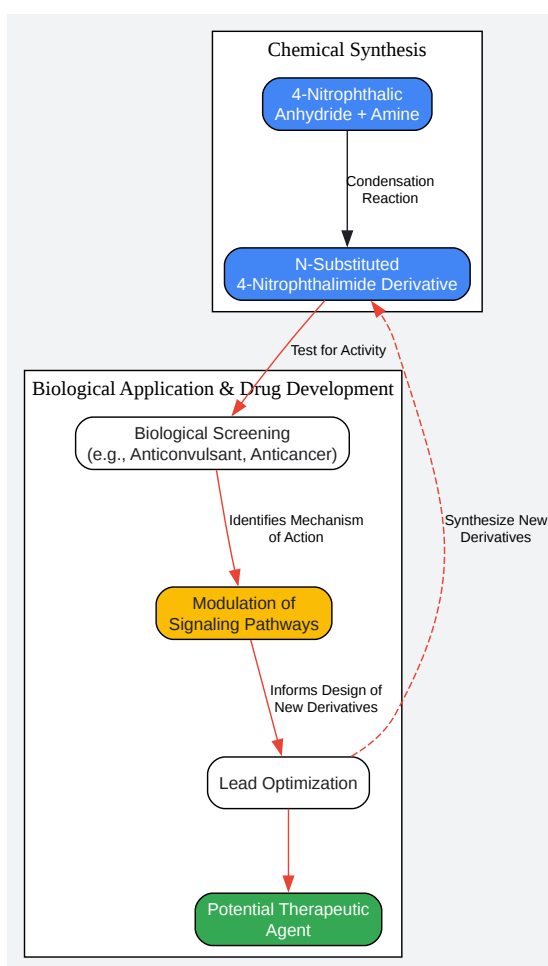 Chemical Synthesis
4-Nitrophthalic
Anhydride + Amine
Condensation
Reaction
N-Substituted
4-Nitrophthalimide Derivative
Test for Activity
Biological Application & Drug Development
Biological Screening
(e.g., Anticonvulsant, Anticancer)
Identifies Mechanism
of Action
Synthesize New
Derivatives
Modulation of
Signaling Pathways
Informs Design of
New Derivatives
Lead Optimization
Potential Therapeutic
Agent